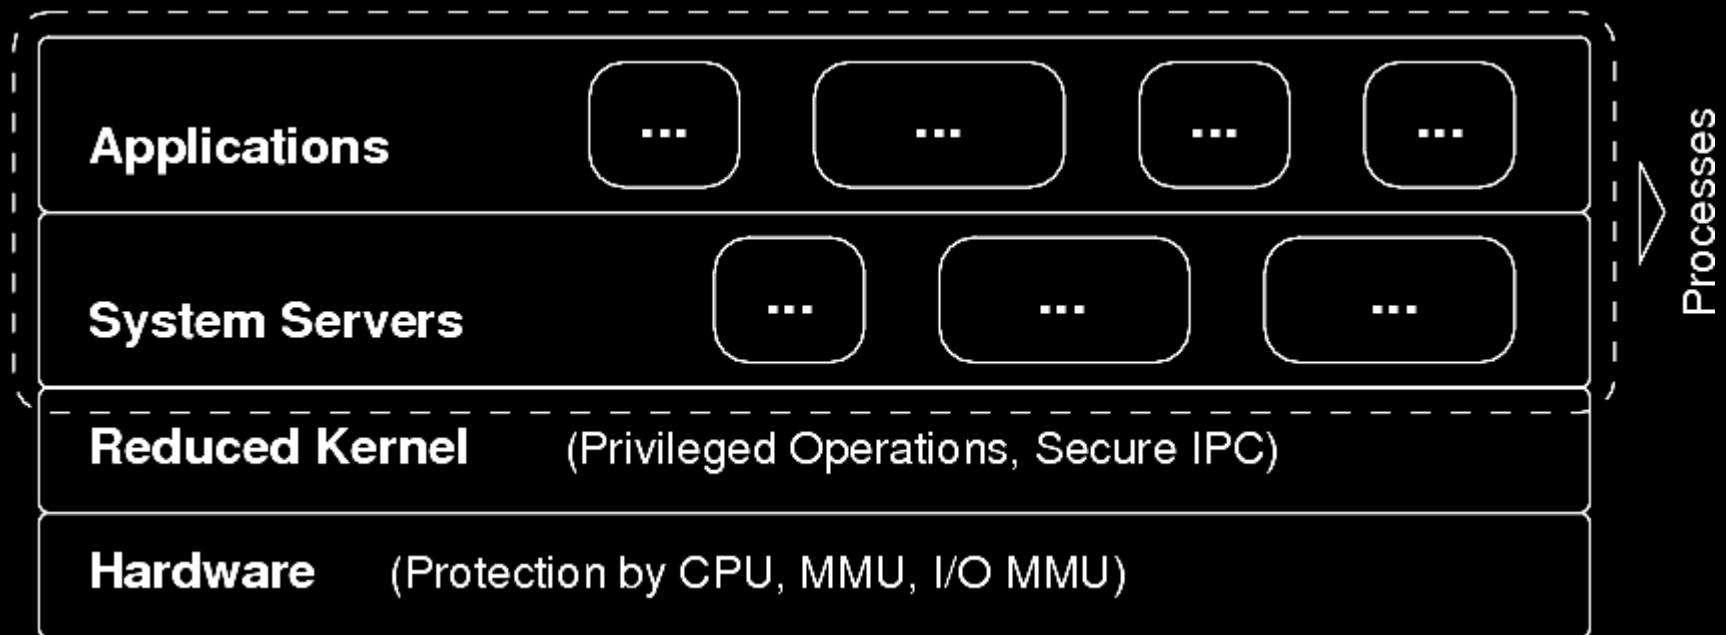 Applications ... ... ... ...
System Servers ... ... ...
Reduced Kernel (Privileged Operations, Secure IPC)
Hardware (Protection by CPU, MMU, I/O MMU)
Processes